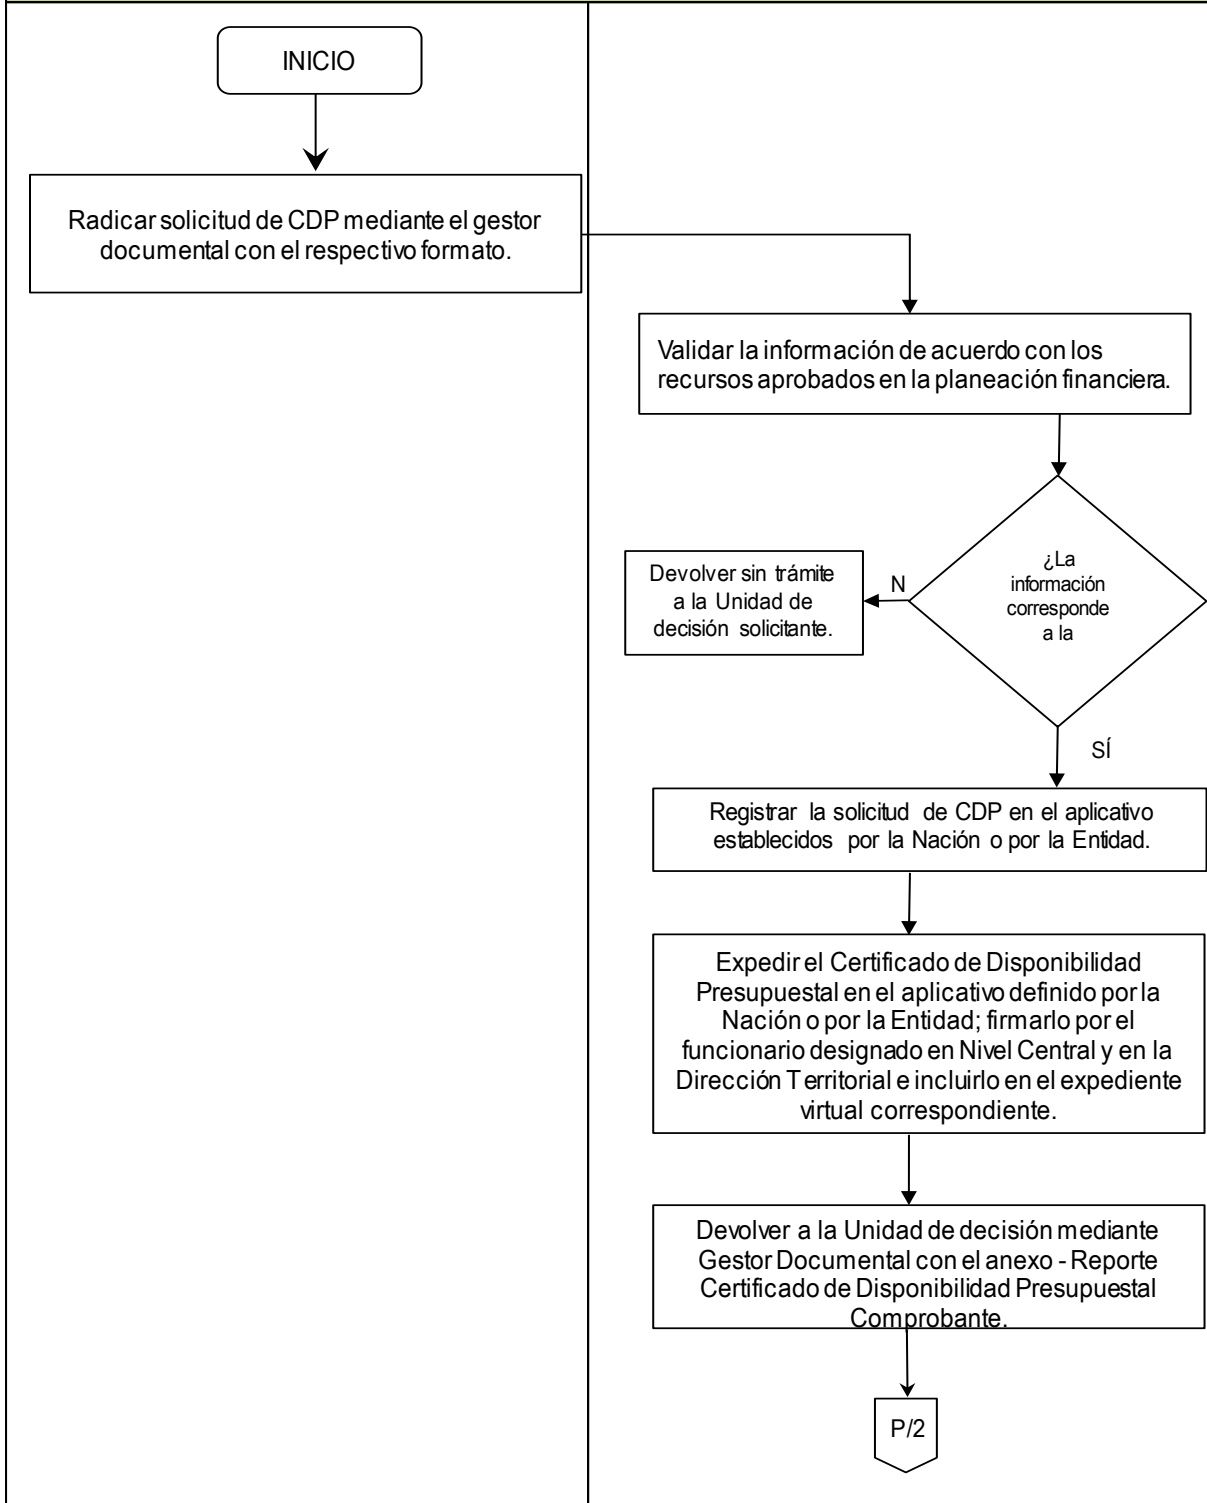 INICIO
Radicar solicitud de CDP mediante el gestor
documental con el respectivo formato.
Validar la información de acuerdo con los
recursos aprobados en la planeación financiera.
¿La
información
corresponde
a la
N
Devolver sin trámite
a la Unidad de
decisión solicitante.
SÍ
Registrar la solicitud de CDP en el aplicativo
establecidos por la Nación o por la Entidad.
Expedir el Certificado de Disponibilidad
Presupuestal en el aplicativo definido por la
Nación o por la Entidad; firmarlo por el
funcionario designado en Nivel Central y en la
Dirección Territorial e incluirlo en el expediente
virtual correspondiente.
Devolver a la Unidad de decisión mediante
Gestor Documental con el anexo - Reporte
Certificado de Disponibilidad Presupuestal
Comprobante.
P/2